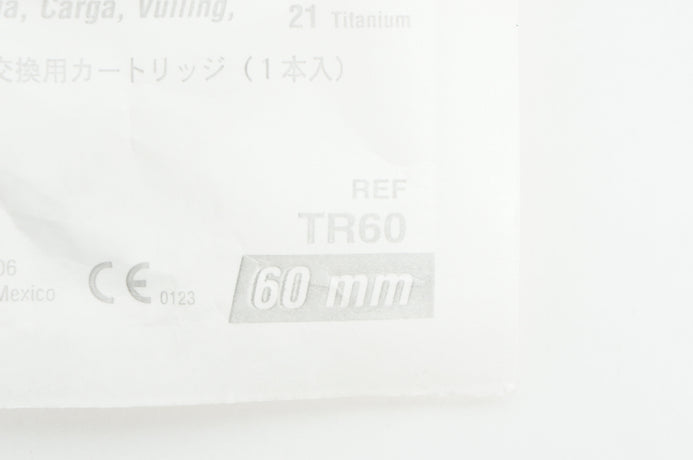 Carga, Vulling,
21 Titanium
交換用カートリッジ（1本入）
REF
TR60
60 mm
06
Mexico
CE 0123